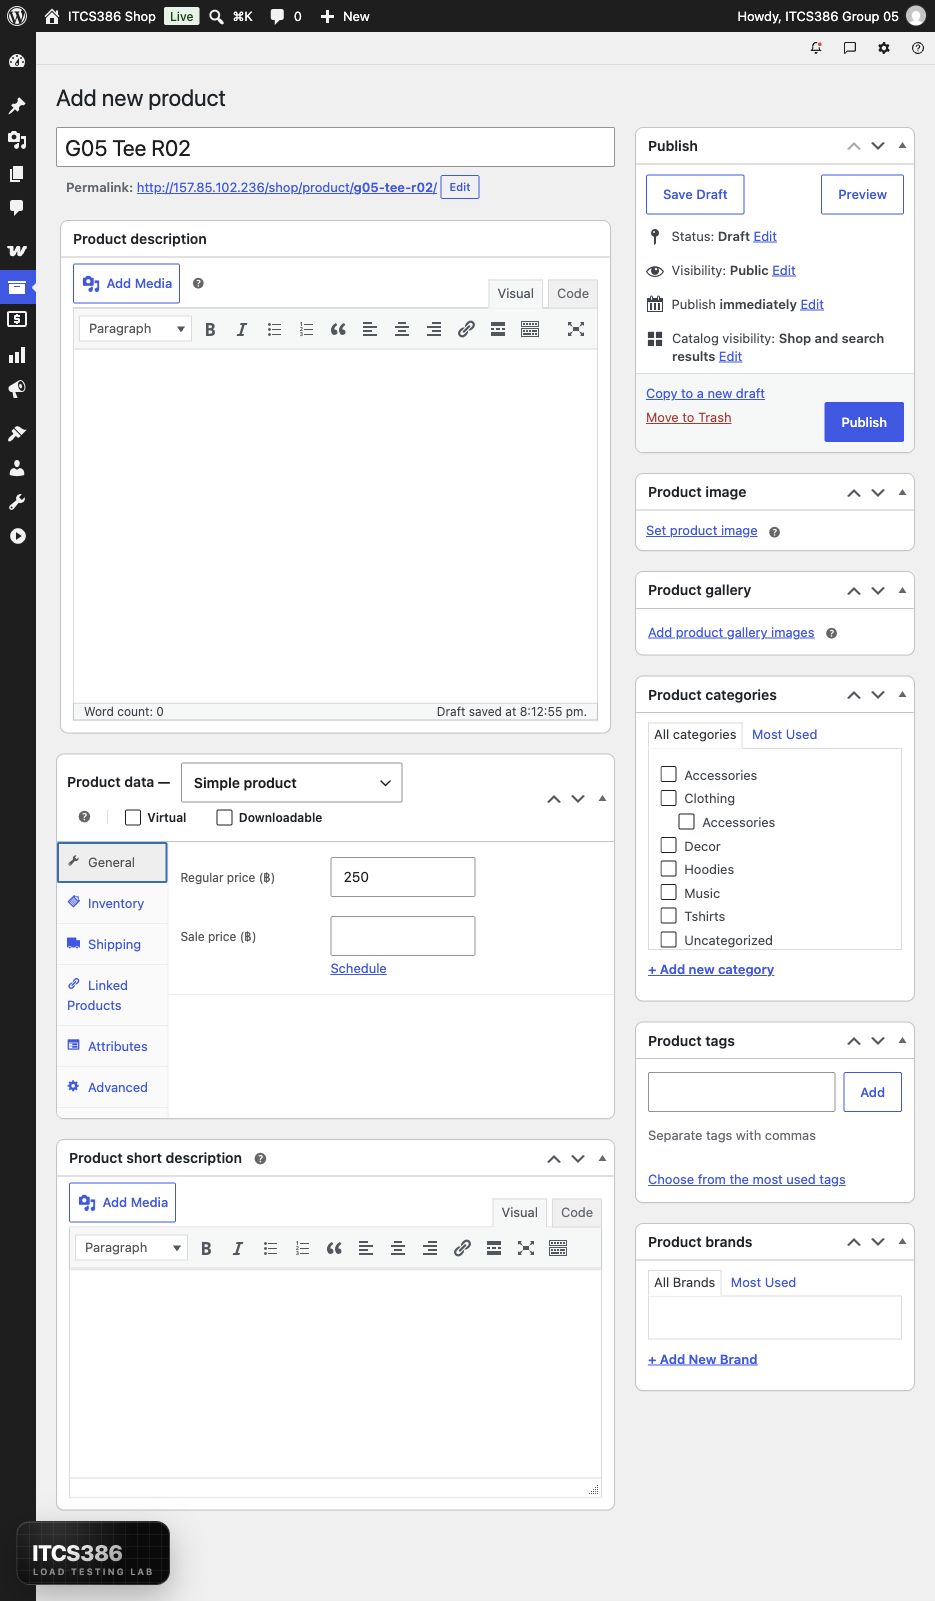 ITCS386 Shop Live ⌘K 0 New Howdy, ITCS386 Group 05
Add new product
G05 Tee R02
Permalink: http://157.85.102.236/shop/product/g05-tee-r02/ Edit
Product description
Add Media
Visual Code
Paragraph
Word count: 0 Draft saved at 8:12:55 pm.
Product data — Simple product
Virtual Downloadable
General
Inventory
Shipping
Linked
Products
Attributes
Advanced
Regular price (฿) 250
Sale price (฿)
Schedule
Product short description
Add Media
Visual Code
Paragraph
Publish
Save Draft Preview
Status: Draft Edit
Visibility: Public Edit
Publish immediately Edit
Catalog visibility: Shop and search
results Edit
Copy to a new draft
Move to Trash
Publish
Product image
Set product image
Product gallery
Add product gallery images
Product categories
All categories Most Used
Accessories
Clothing
Accessories
Decor
Hoodies
Music
Tshirts
Uncategorized
+ Add new category
Product tags
Add
Separate tags with commas
Choose from the most used tags
Product brands
All Brands Most Used
+ Add New Brand
ITCS386
LOAD TESTING LAB